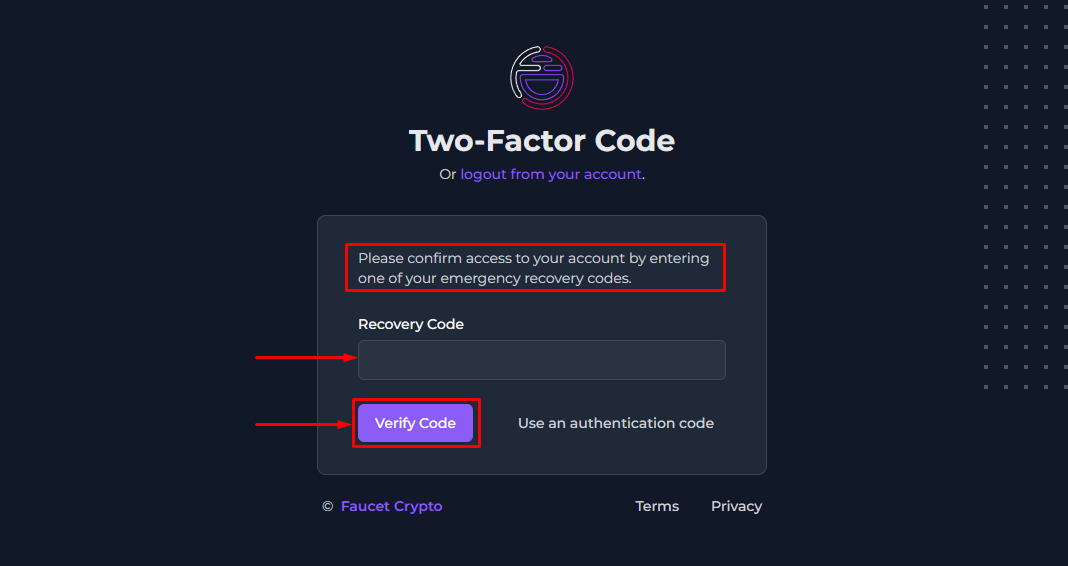 Two-Factor Code
Or logout from your account.
Please confirm access to your account by entering
one of your emergency recovery codes.
Recovery Code
Verify Code
Use an authentication code
© Faucet Crypto
Terms
Privacy